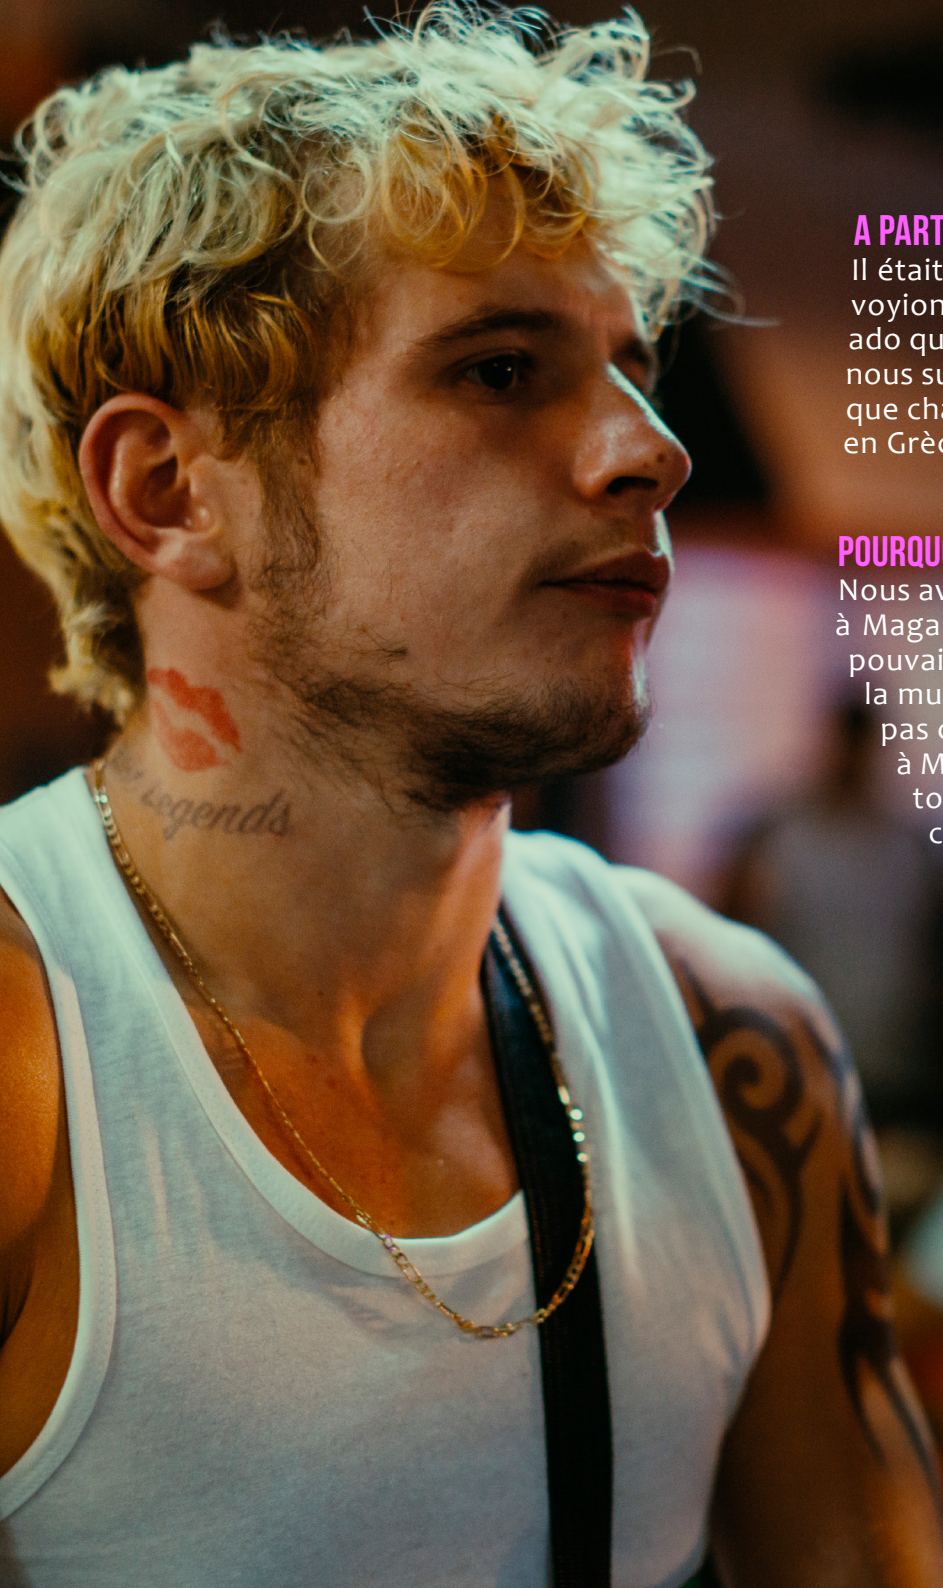 Legends
A PART
Il était
voyion
ado qu
nous su
que cha
en Grèc
POURQU
Nous av
à Maga
pouvai
la mu
pas
à M
to
c